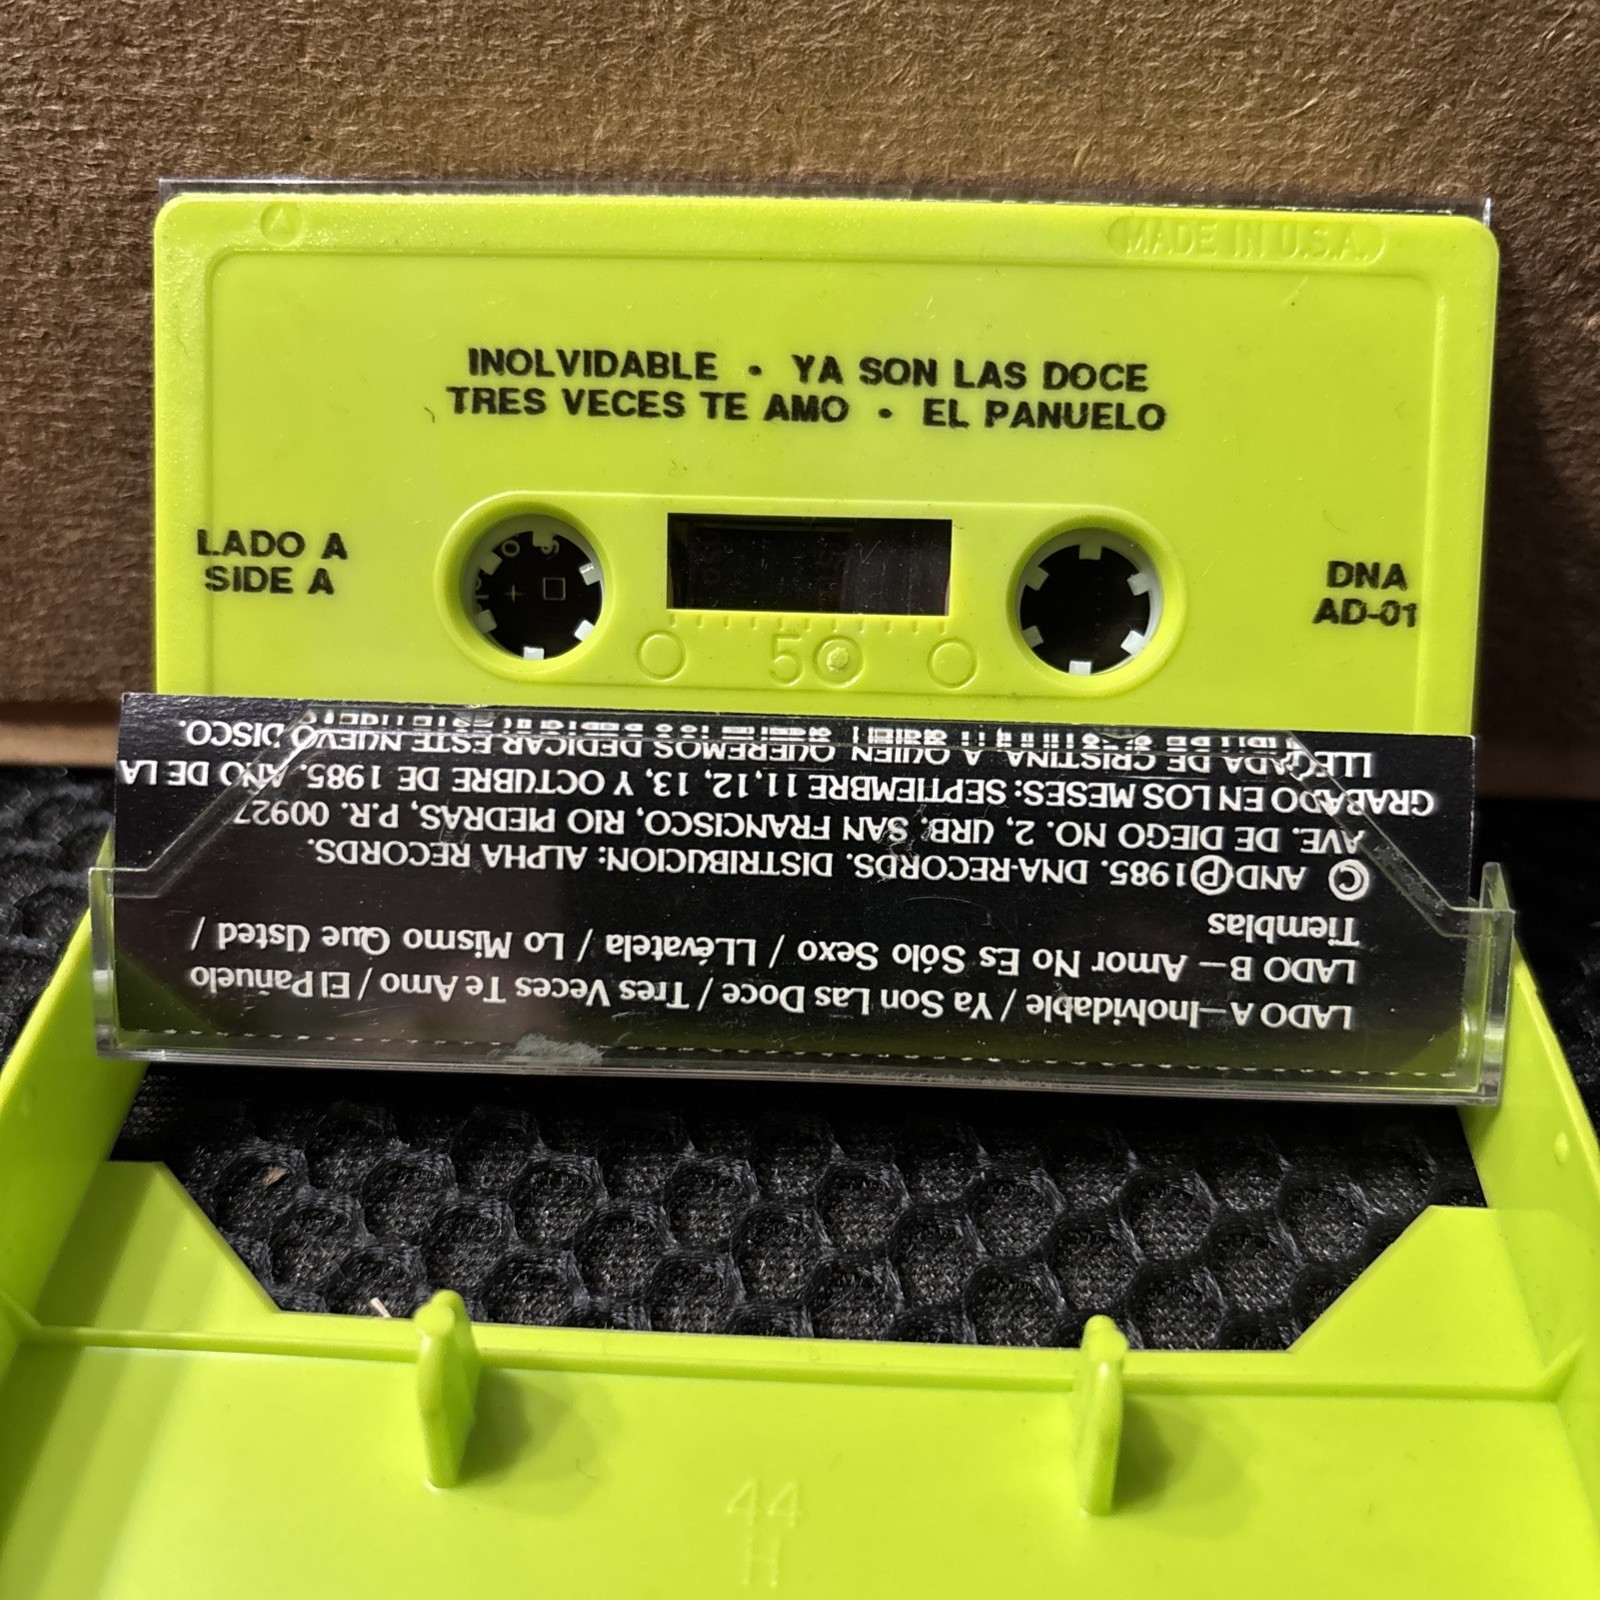 MADE IN U.S.A.
INOLVIDABLE • YA SON LAS DOCE
TRES VECES TE AMO • EL PANUELO
LADO A
SIDE A
DNA
AD-01
50
LADO A—Inolvidable / Ya Son Las Doce / Tres Veces Te Amo / El Pañuelo
LADO B— Amor No Es Sólo Sexo / LLévatela / Lo Mismo Que Usted /
Tiemblas
© AND ℗1985. DNA-RECORDS. DISTRIBUCION: ALPHA RECORDS.
AVE. DE DIEGO NO. 2, URB. SAN FRANCISCO, RIO PIEDRAS, P.R. 00927.
GRABADO EN LOS MESES: SEPTIEMBRE 11, 12, 13, Y OCTUBRE DE 1985. AÑO DE LA
LLEGADA DE CRISTINA, A QUIEN QUEREMOS DEDICAR ESTE NUEVO DISCO.
44
H